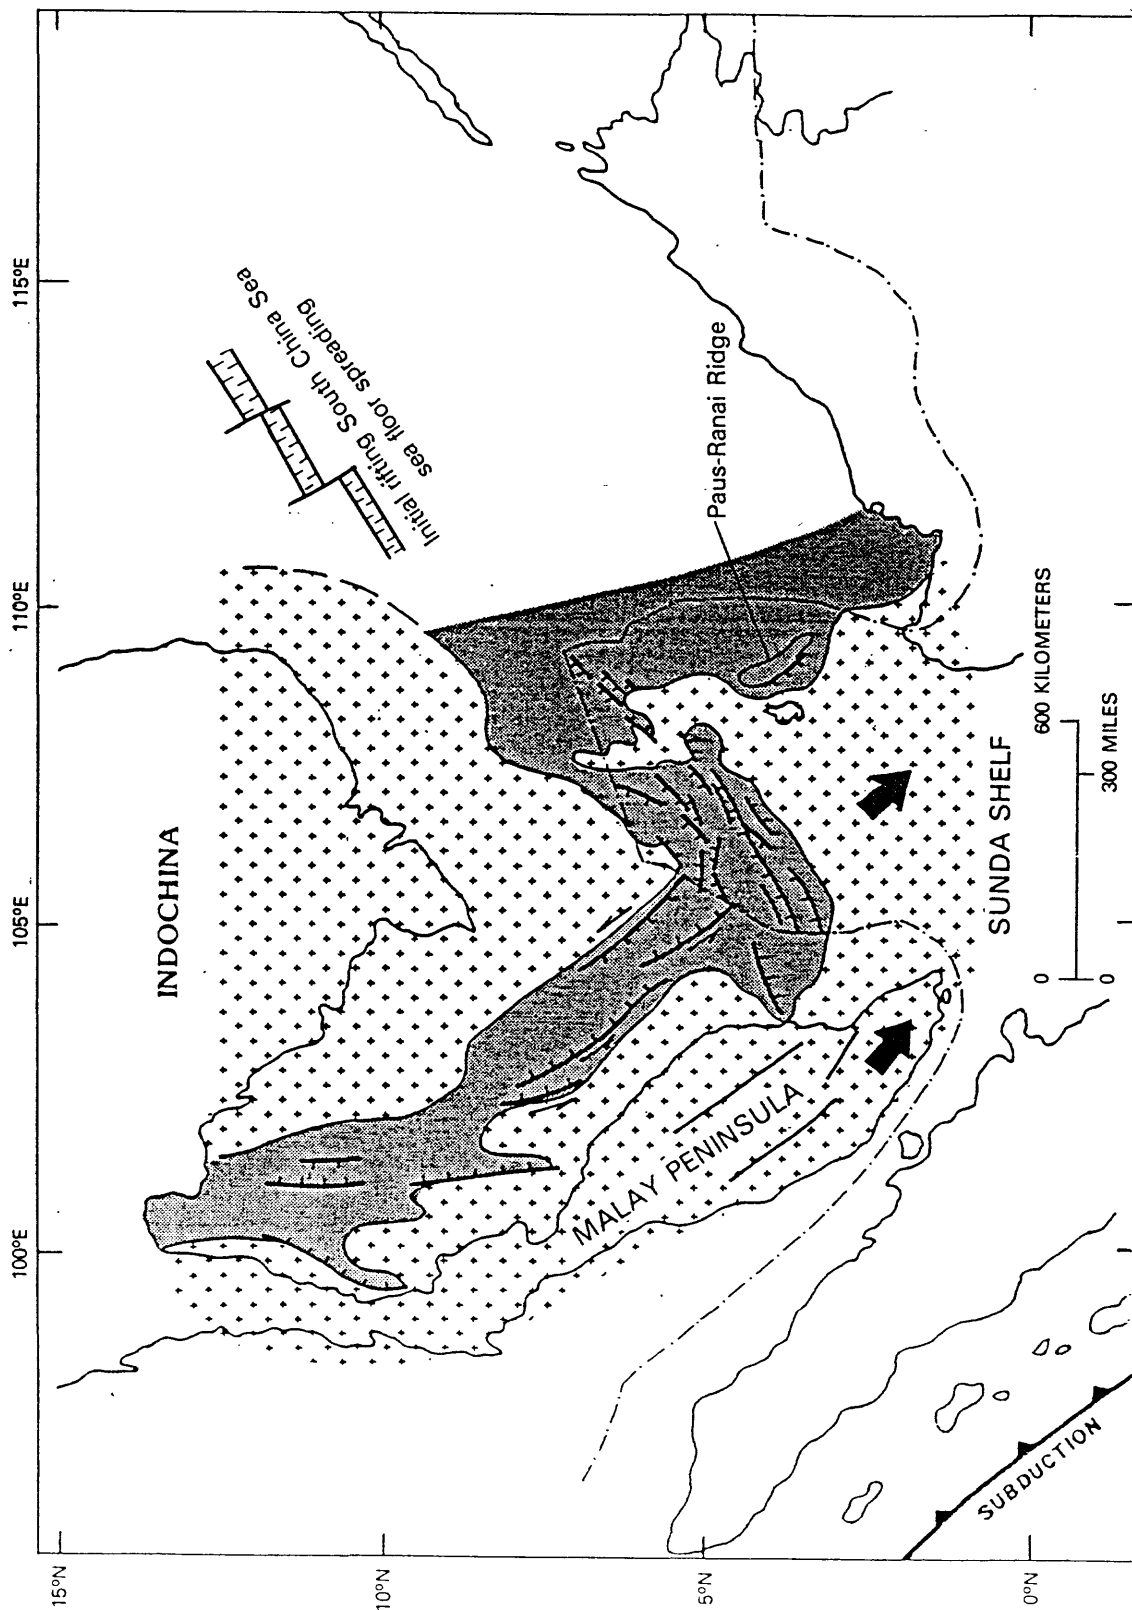 15°N
10°N
5°N
0°N
100°E
105°E
110°E
115°E
INDOCHINA
Initial rifting South China Sea
sea floor spreading
Paus-Ranai Ridge
MALAY PENINSULA
SUNDA SHELF
0 600 KILOMETERS
0 300 MILES
SUBDUCTION